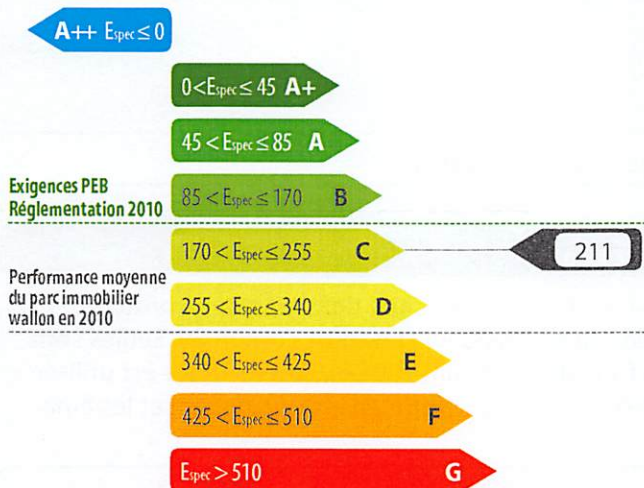 A++ Espec ≤ 0
0 < Espec ≤ 45 A+
45 < Espec ≤ 85 A
Exigences PEB
Réglementation 2010
85 < Espec ≤ 170 B
170 < Espec ≤ 255 C
211
Performance moyenne
du parc immobilier
wallon en 2010
255 < Espec ≤ 340 D
340 < Espec ≤ 425 E
425 < Espec ≤ 510 F
Espec > 510 G